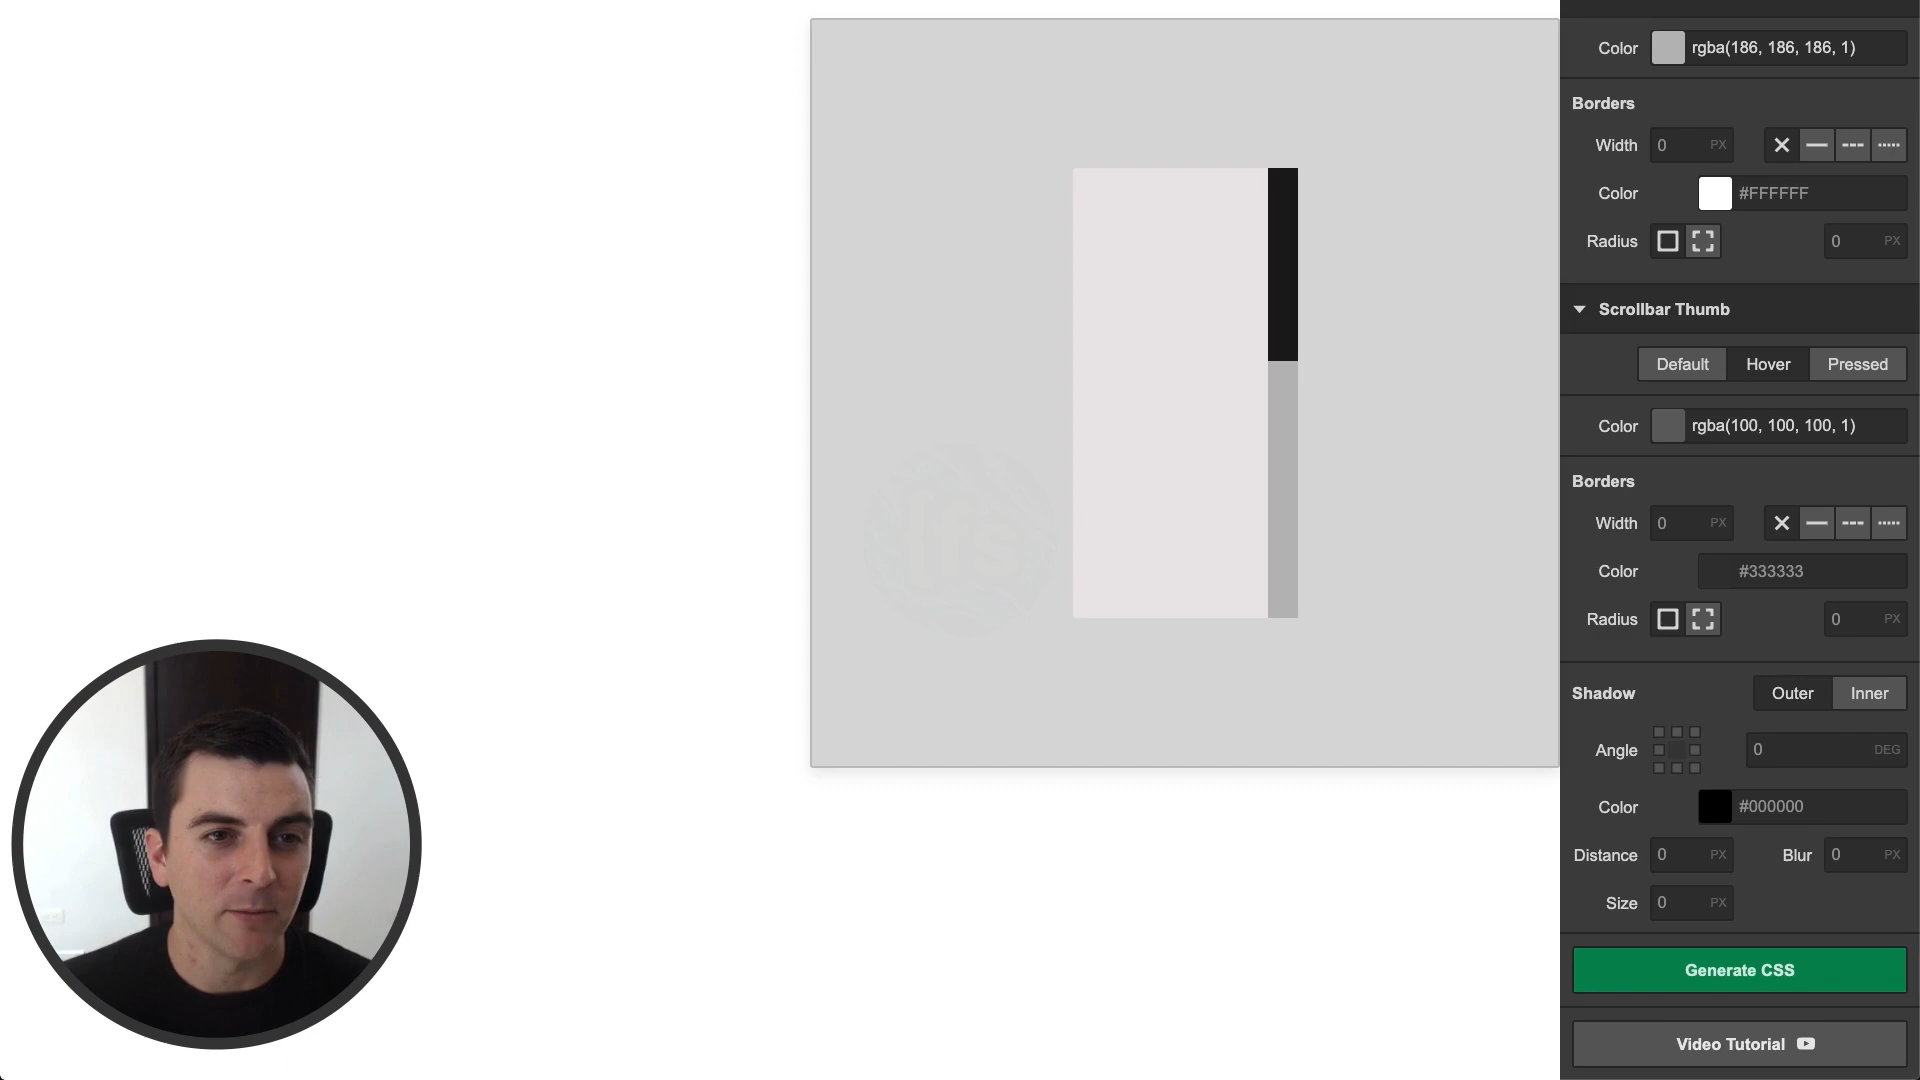 Color rgba(186, 186, 186, 1)
Borders
Width 0 PX
Color #FFFFFF
Radius 0 PX
Scrollbar Thumb
Default Hover Pressed
Color rgba(100, 100, 100, 1)
Borders
Width 0 PX
Color #333333
Radius 0 PX
Shadow Outer Inner
Angle 0 DEG
Color #000000
Distance 0 PX Blur 0 PX
Size 0 PX
Generate CSS
Video Tutorial